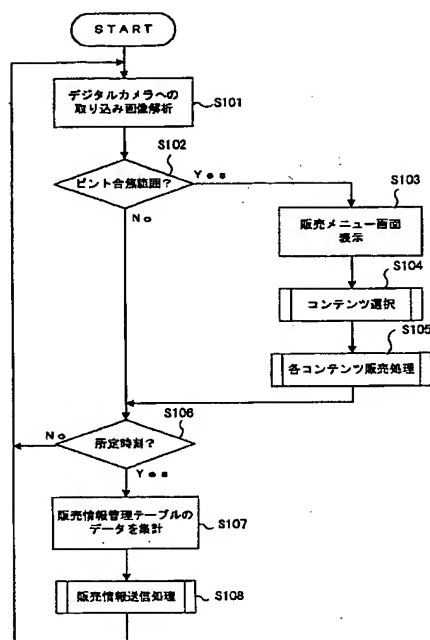 START
デジタルカメラへの
取り込み画像解析
S101
S102
ピント合焦範囲?
Yes
No
S103
販売メニュー画面
表示
S104
コンテンツ選択
S105
各コンテンツ販売処理
S106
所定時刻?
No
Yes
販売情報管理テーブルの
データを集計
S107
販売情報送信処理
S108